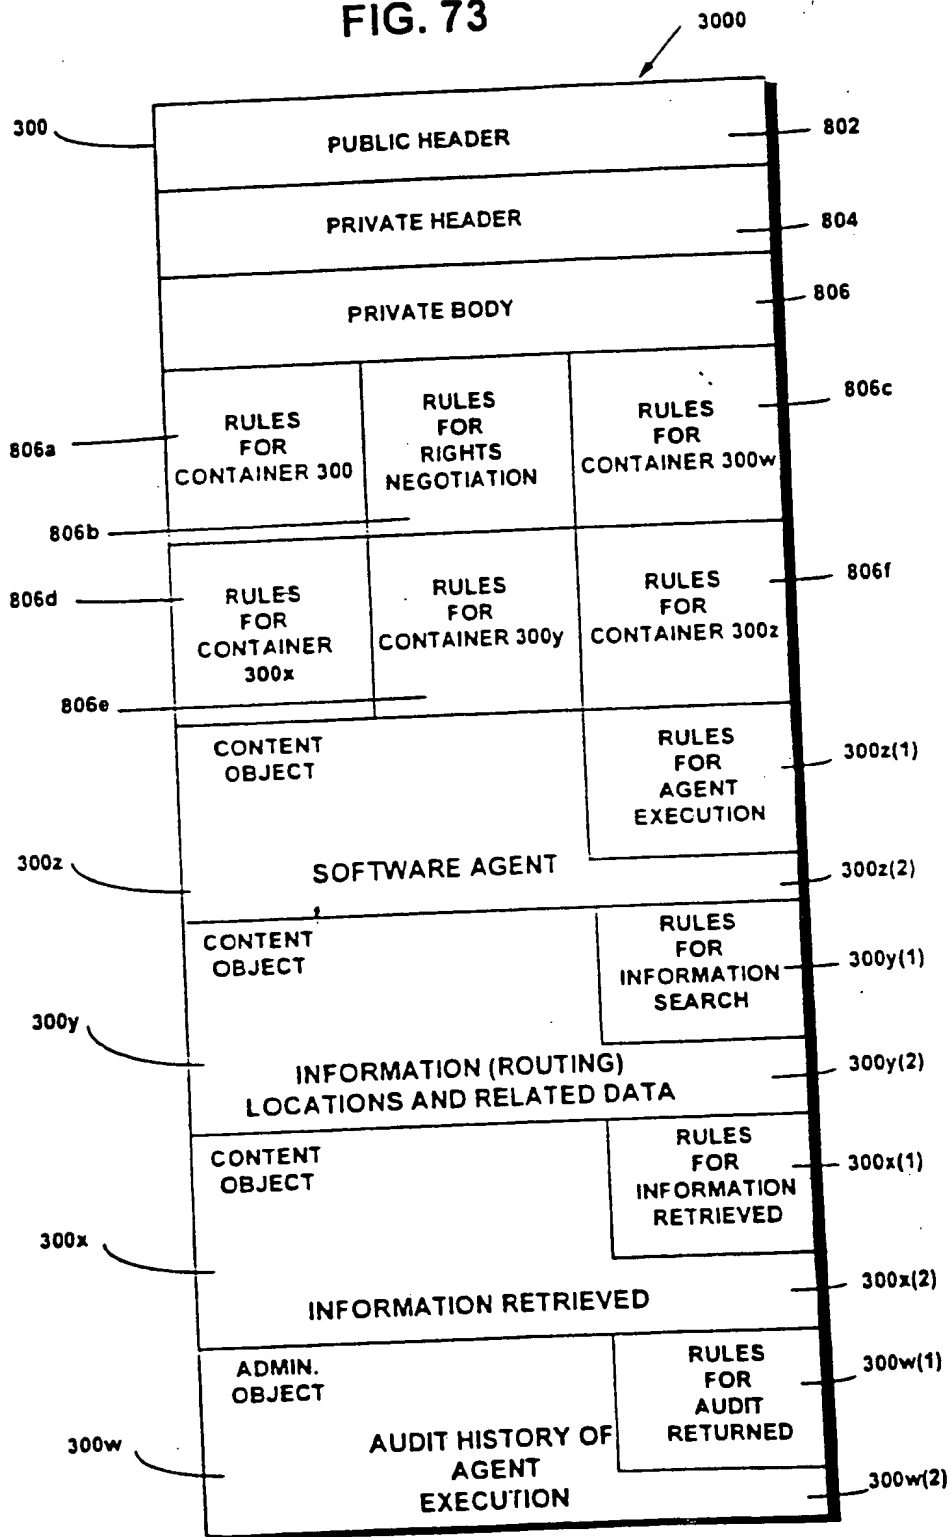 FIG. 73
3000
300
PUBLIC HEADER
802
PRIVATE HEADER
804
PRIVATE BODY
806
806a
RULES
FOR
CONTAINER 300
RULES
FOR
RIGHTS
NEGOTIATION
RULES
FOR
CONTAINER 300w
806c
806b
806d
RULES
FOR
CONTAINER
300x
RULES
FOR
CONTAINER 300y
RULES
FOR
CONTAINER 300z
806f
806e
CONTENT
OBJECT
RULES
FOR
AGENT
EXECUTION
300z(1)
300z
SOFTWARE AGENT
300z(2)
CONTENT
OBJECT
RULES
FOR
INFORMATION
SEARCH
300y(1)
300y
INFORMATION (ROUTING)
LOCATIONS AND RELATED DATA
300y(2)
CONTENT
OBJECT
RULES
FOR
INFORMATION
RETRIEVED
300x(1)
300x
INFORMATION RETRIEVED
300x(2)
ADMIN.
OBJECT
RULES
FOR
AUDIT
RETURNED
300w(1)
300w
AUDIT HISTORY OF
AGENT
EXECUTION
300w(2)